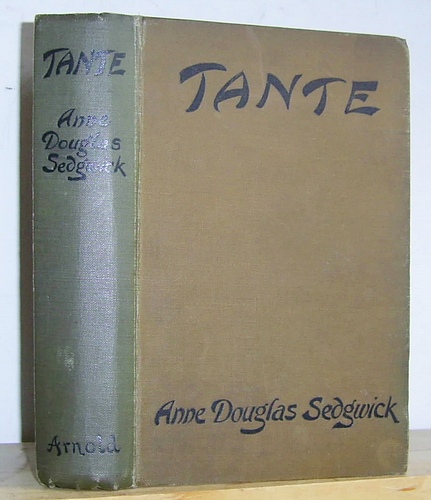 TANTE
Anne
Douglas
Sedgwick
Arnold
TANTE
Anne Douglas Sedgwick